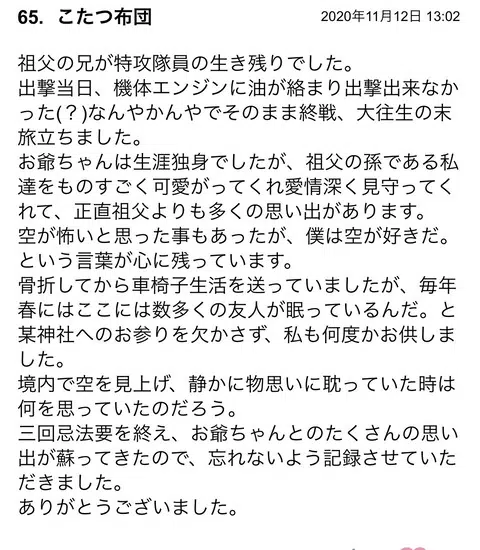 65. こたつ布団 2020年11月12日 13:02
祖父の兄が特攻隊員の生き残りでした。
出撃当日、機体エンジンに油が絡まり出撃出来なか
った(？)なんやかんやでそのまま終戦、大往生の末
旅立ちました。
お爺ちゃんは生涯独身でしたが、祖父の孫である私
達をものすごく可愛がってくれ愛情深く見守ってく
れて、正直祖父よりも多くの思い出があります。
空が怖いと思った事もあったが、僕は空が好きだ。
という言葉が心に残っています。
骨折してから車椅子生活を送っていましたが、毎年
春にはここには数多くの友人が眠っているんだ。と
某神社へのお参りを欠かさず、私も何度かお供しま
した。
境内で空を見上げ、静かに物思いに耽っていた時は
何を思っていたのだろう。
三回忌法要を終え、お爺ちゃんとのたくさんの思い
出が蘇ってきたので、忘れないよう記録させていた
だきました。
ありがとうございました。